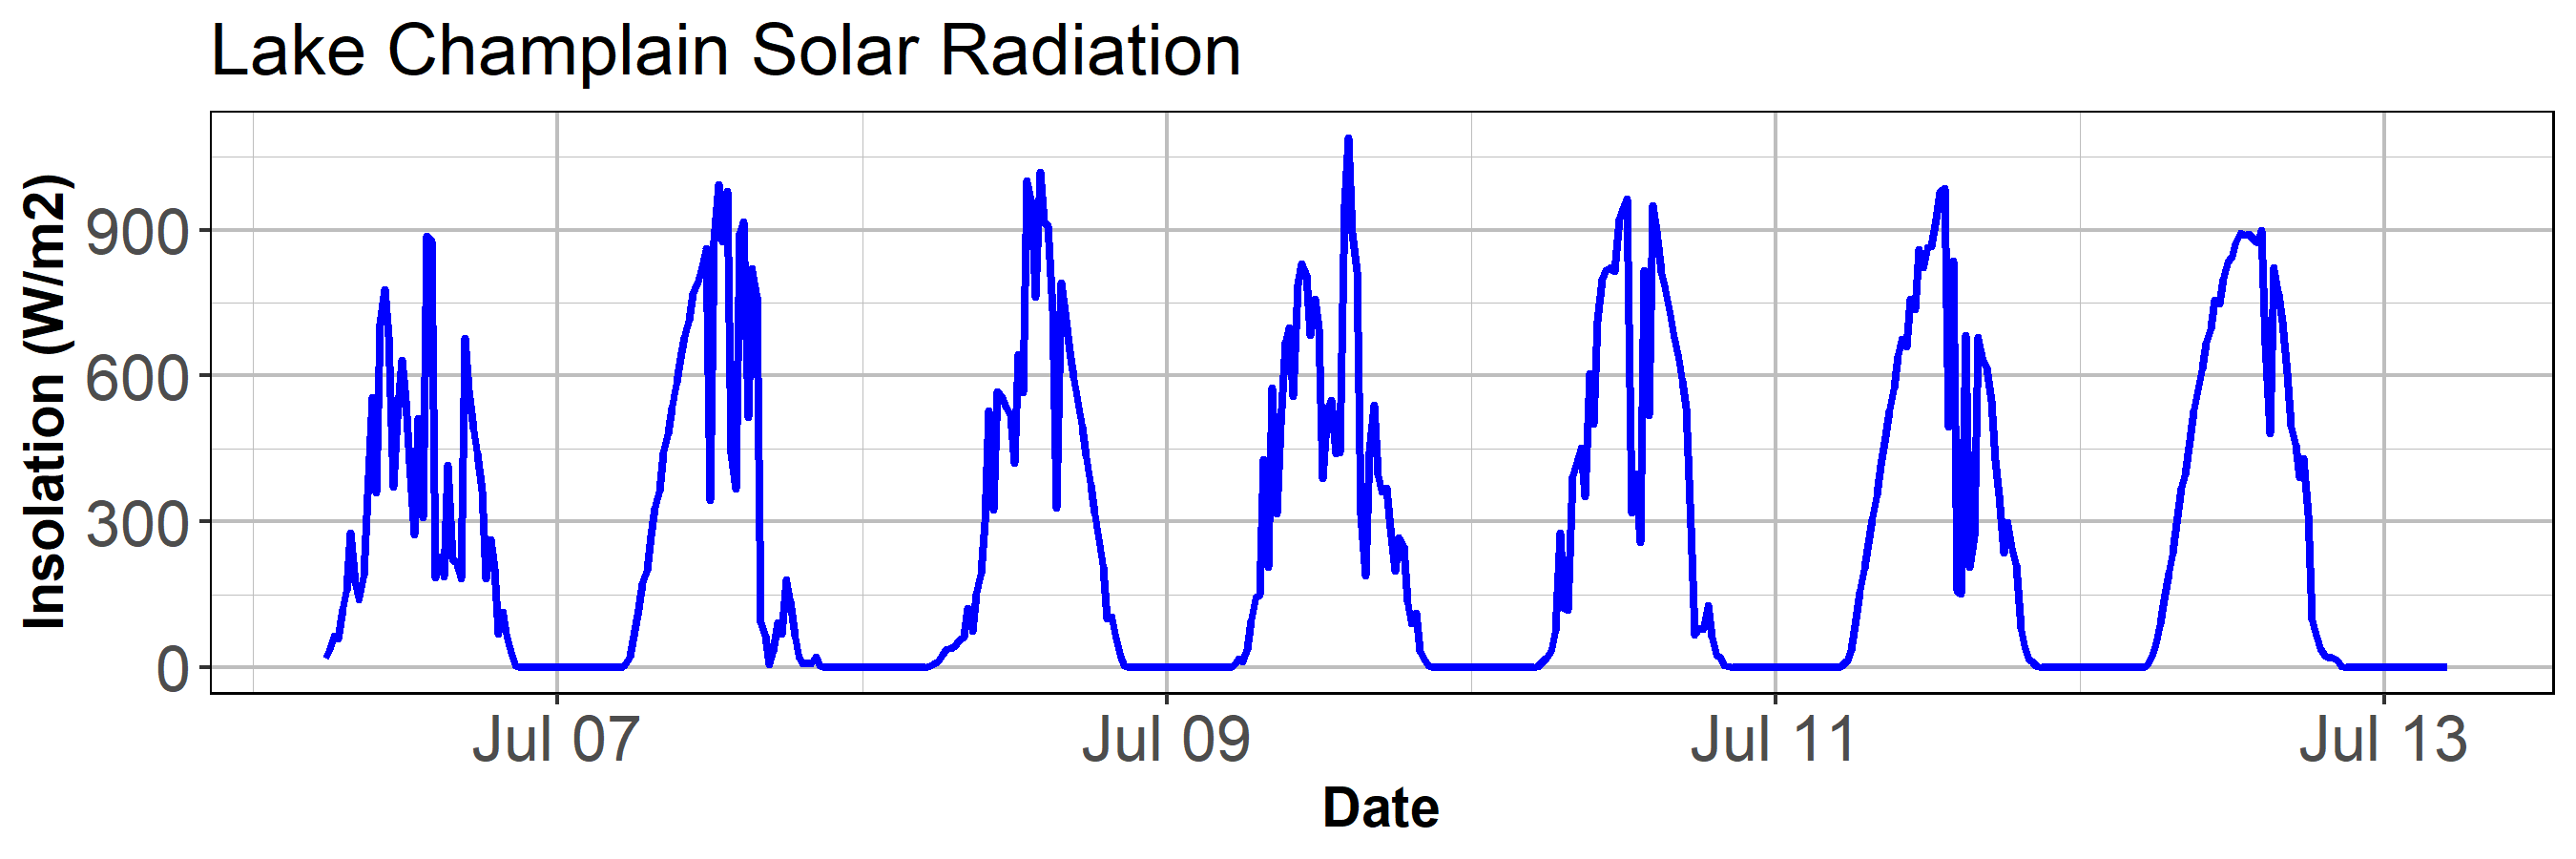 Lake Champlain Solar Radiation
Insolation (W/m2)
900
600
300
0
Jul 07
Jul 09
Jul 11
Jul 13
Date